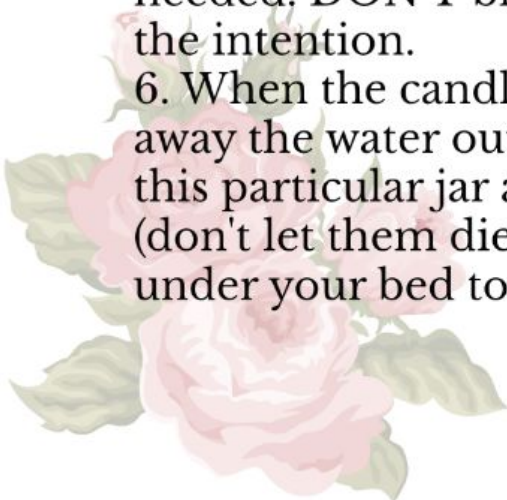 the intention.
6. When the candl
away the water ou
this particular jar a
(don't let them die
under your bed to